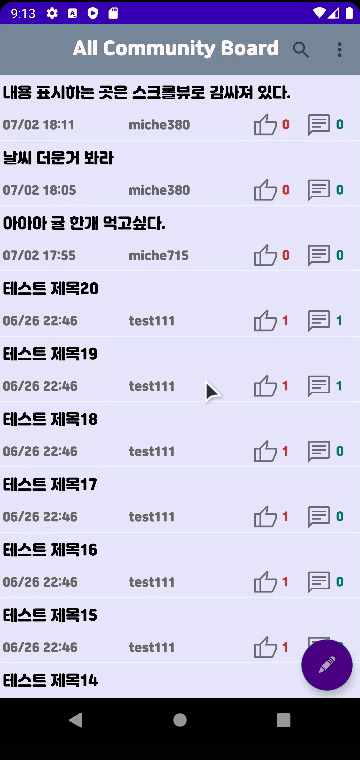 9:13
All Community Board
내용 표시하는 곳은 스크롤뷰로 감싸져 있다.
07/02 18:11 miche380 0 0
날씨 더운거 봐라
07/02 18:05 miche380 0 0
아아아 귤 한개 먹고싶다.
07/02 17:55 miche715 0 0
테스트 제목20
06/26 22:46 test111 1 1
테스트 제목19
06/26 22:46 test111 1 1
테스트 제목18
06/26 22:46 test111 1 0
테스트 제목17
06/26 22:46 test111 1 0
테스트 제목16
06/26 22:46 test111 1 0
테스트 제목15
06/26 22:46 test111 1 0
테스트 제목14